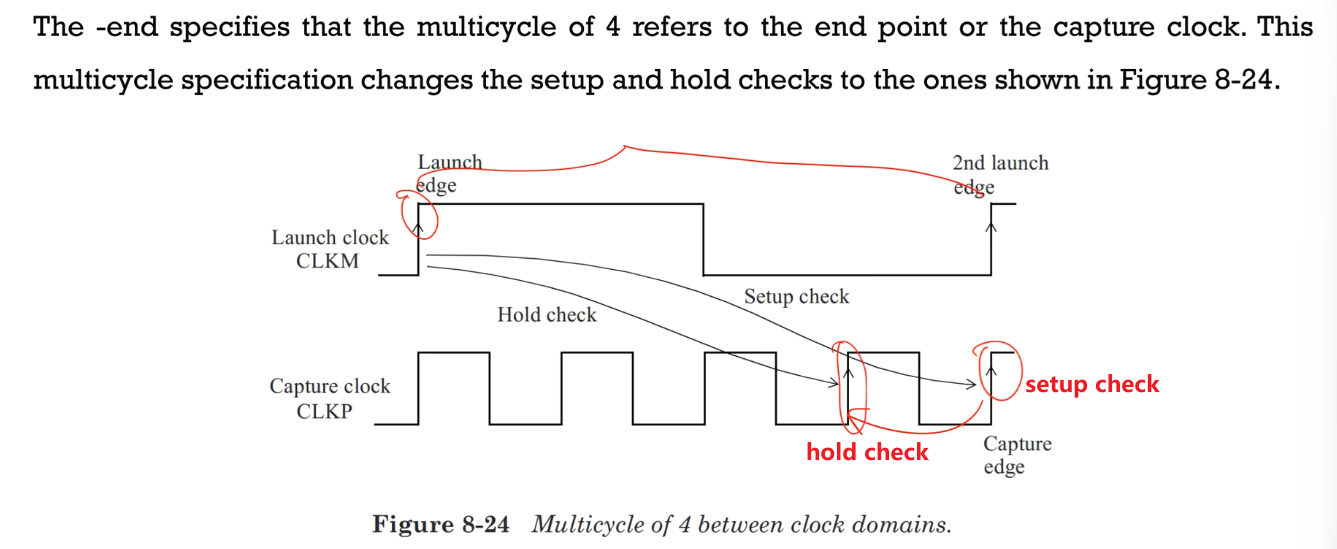 The -end specifies that the multicycle of 4 refers to the end point or the capture clock. This
multicycle specification changes the setup and hold checks to the ones shown in Figure 8-24.
Launch
edge
2nd launch
edge
Launch clock
CLKM
Setup check
Hold check
Capture clock
CLKP
setup check
hold check
Capture
edge
Figure 8-24 Multicycle of 4 between clock domains.